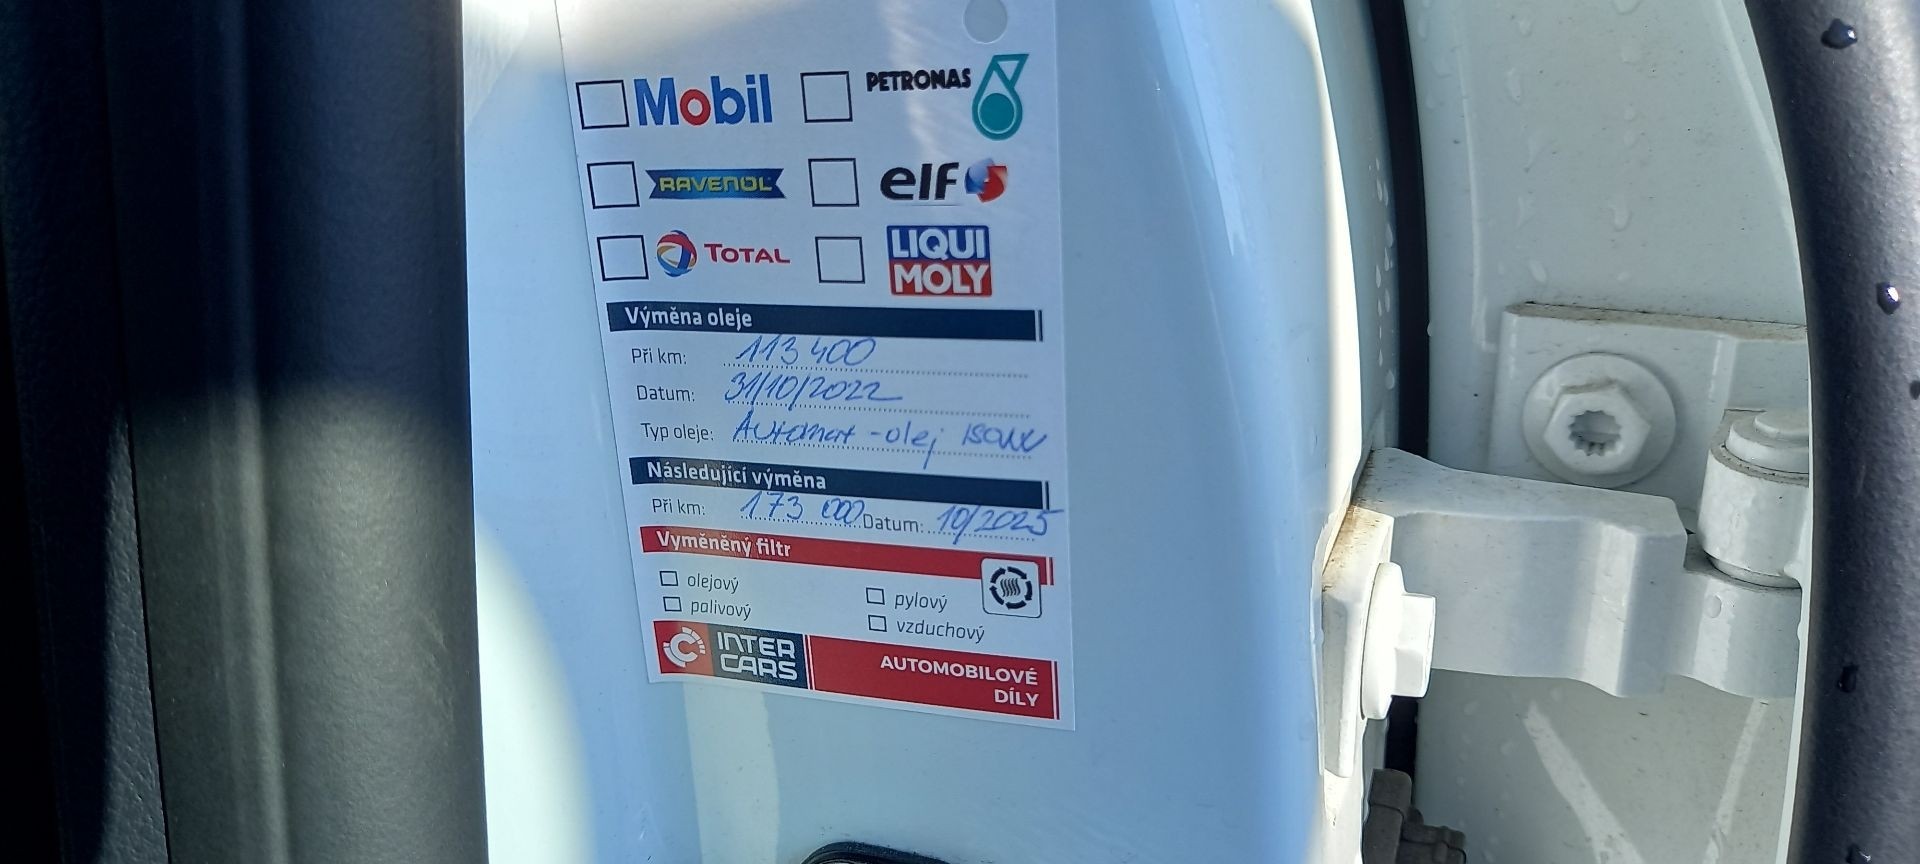 Mobil PETRONAS
RAVENOL elf
TOTAL LIQUI MOLY
Výměna oleje
Při km: 113 400
Datum: 31/10/2022
Typ oleje: Automat - olej
Následující výměna
Při km: 173 000 Datum: 10/2025
Vyměněný filtr
olejový pylový
palivový vzduchový
INTER CARS AUTOMOBILOVÉ DÍLY